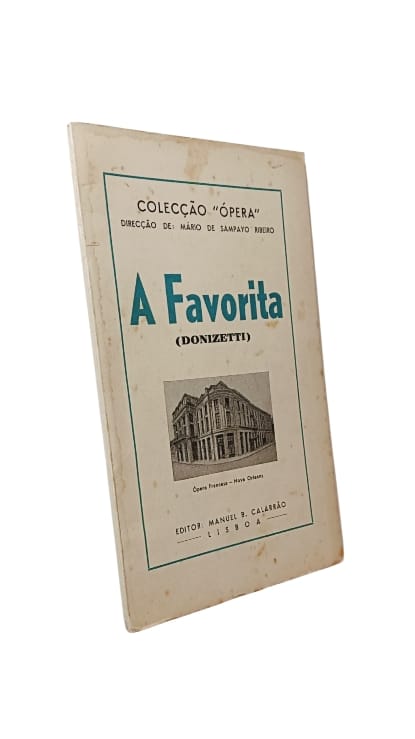 COLECÇÃO "ÓPERA"
DIRECÇÃO DE: MÁRIO DE SAMPAYO RIBEIRO
A Favorita
(DONIZETTI)
Ópera Francesa — Nova Orleans
EDITOR: MANUEL B. CALARRÃO
LISBOA